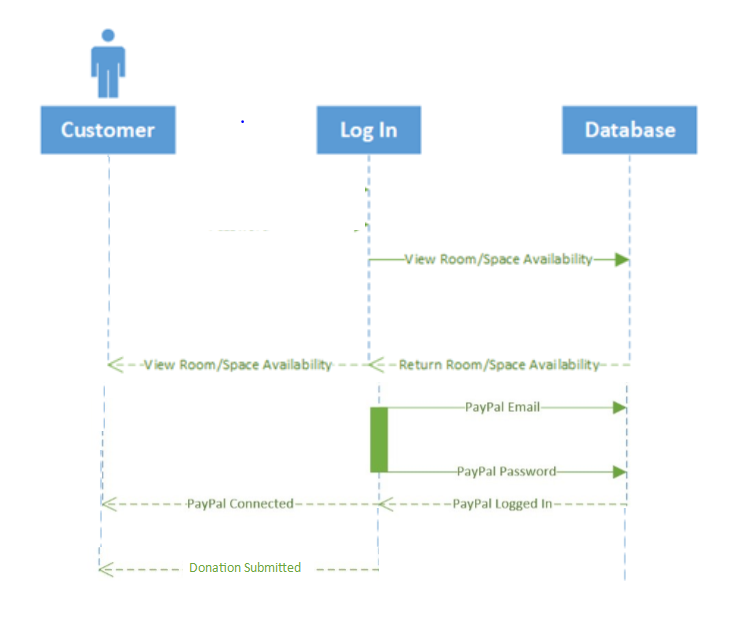 Customer
Log In
Database
View Room/Space Availability
View Room/Space Availability
Return Room/Space Availability
PayPal Email
PayPal Password
PayPal Connected
PayPal Logged In
Donation Submitted